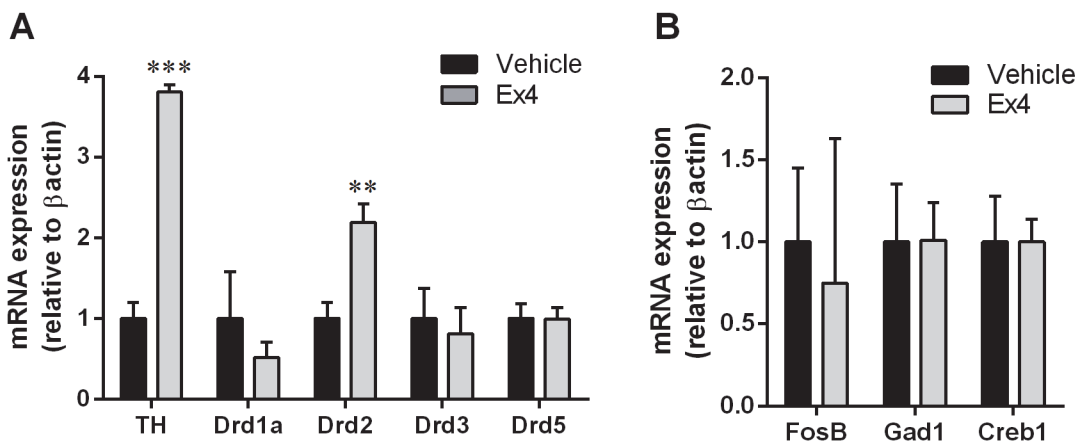 A
mRNA expression
(relative to βactin)
4
3
2
1
0
***
**
Vehicle
Ex4
TH Drd1a Drd2 Drd3 Drd5
B
mRNA expression
(relative to βactin)
2.0
1.5
1.0
0.5
0.0
Vehicle
Ex4
FosB Gad1 Creb1